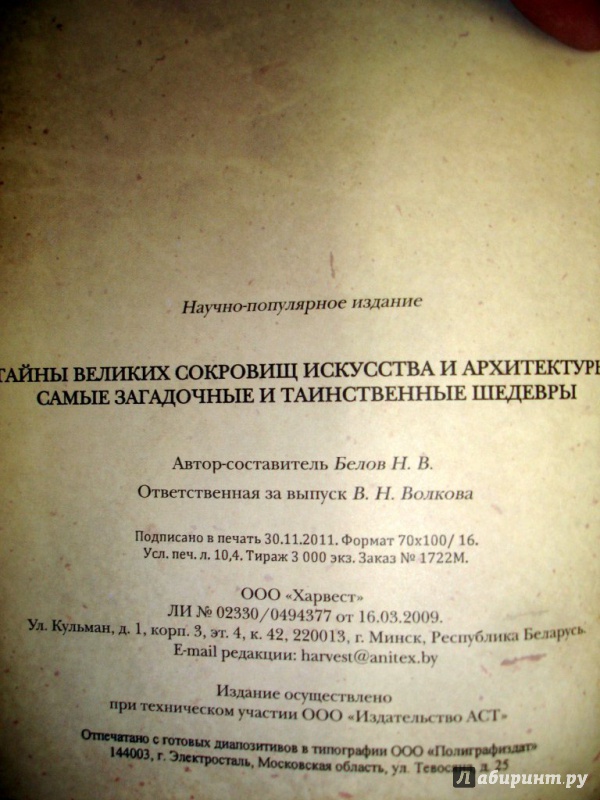 Научно-популярное издание
ТАЙНЫ ВЕЛИКИХ СОКРОВИЩ ИСКУССТВА И АРХИТЕКТУРЫ
САМЫЕ ЗАГАДОЧНЫЕ И ТАИНСТВЕННЫЕ ШЕДЕВРЫ
Автор-составитель Белов Н. В.
Ответственная за выпуск В. Н. Волкова
Подписано в печать 30.11.2011. Формат 70х100/ 16.
Усл. печ. л. 10,4. Тираж 3 000 экз. Заказ № 1722М.
ООО «Харвест»
ЛИ № 02330/0494377 от 16.03.2009.
Ул. Кульман, д. 1, корп. 3, эт. 4, к. 42, 220013, г. Минск, Республика Беларусь.
E-mail редакции: harvest@anitex.by
Издание осуществлено
при техническом участии ООО «Издательство АСТ»
Отпечатано с готовых диапозитивов в типографии ООО «Полиграфиздат»
144003, г. Электросталь, Московская область, ул. Тевосяна, д. 25
Лабиринт.ру